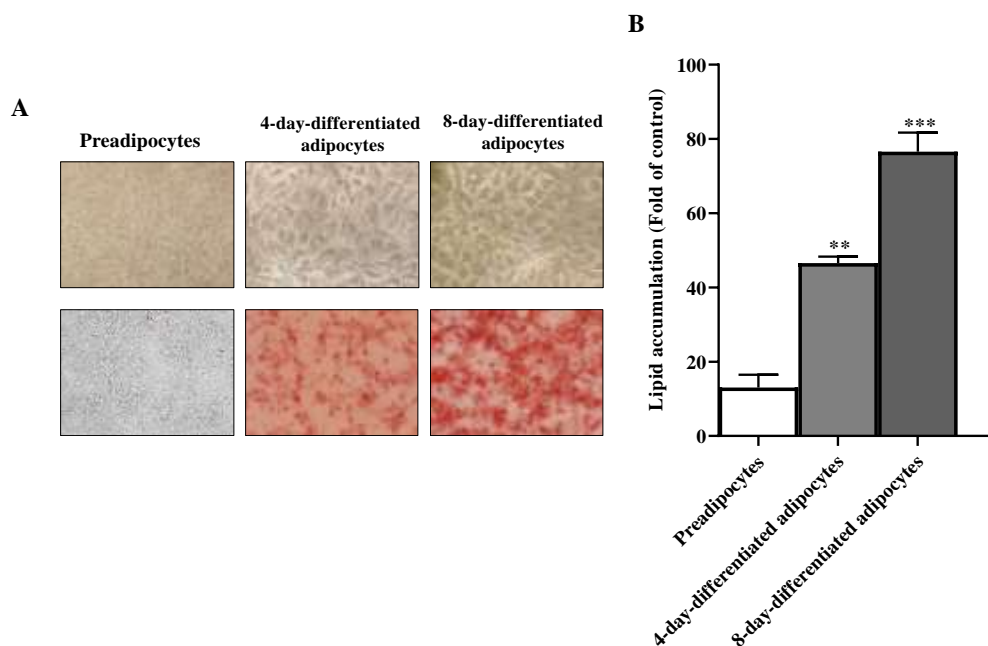 A
Preadipocytes
4-day-differentiated
adipocytes
8-day-differentiated
adipocytes
B
Lipid accumulation (Fold of control)
100
80
60
40
20
0
**
***
Preadipocytes
4-day-differentiated adipocytes
8-day-differentiated adipocytes